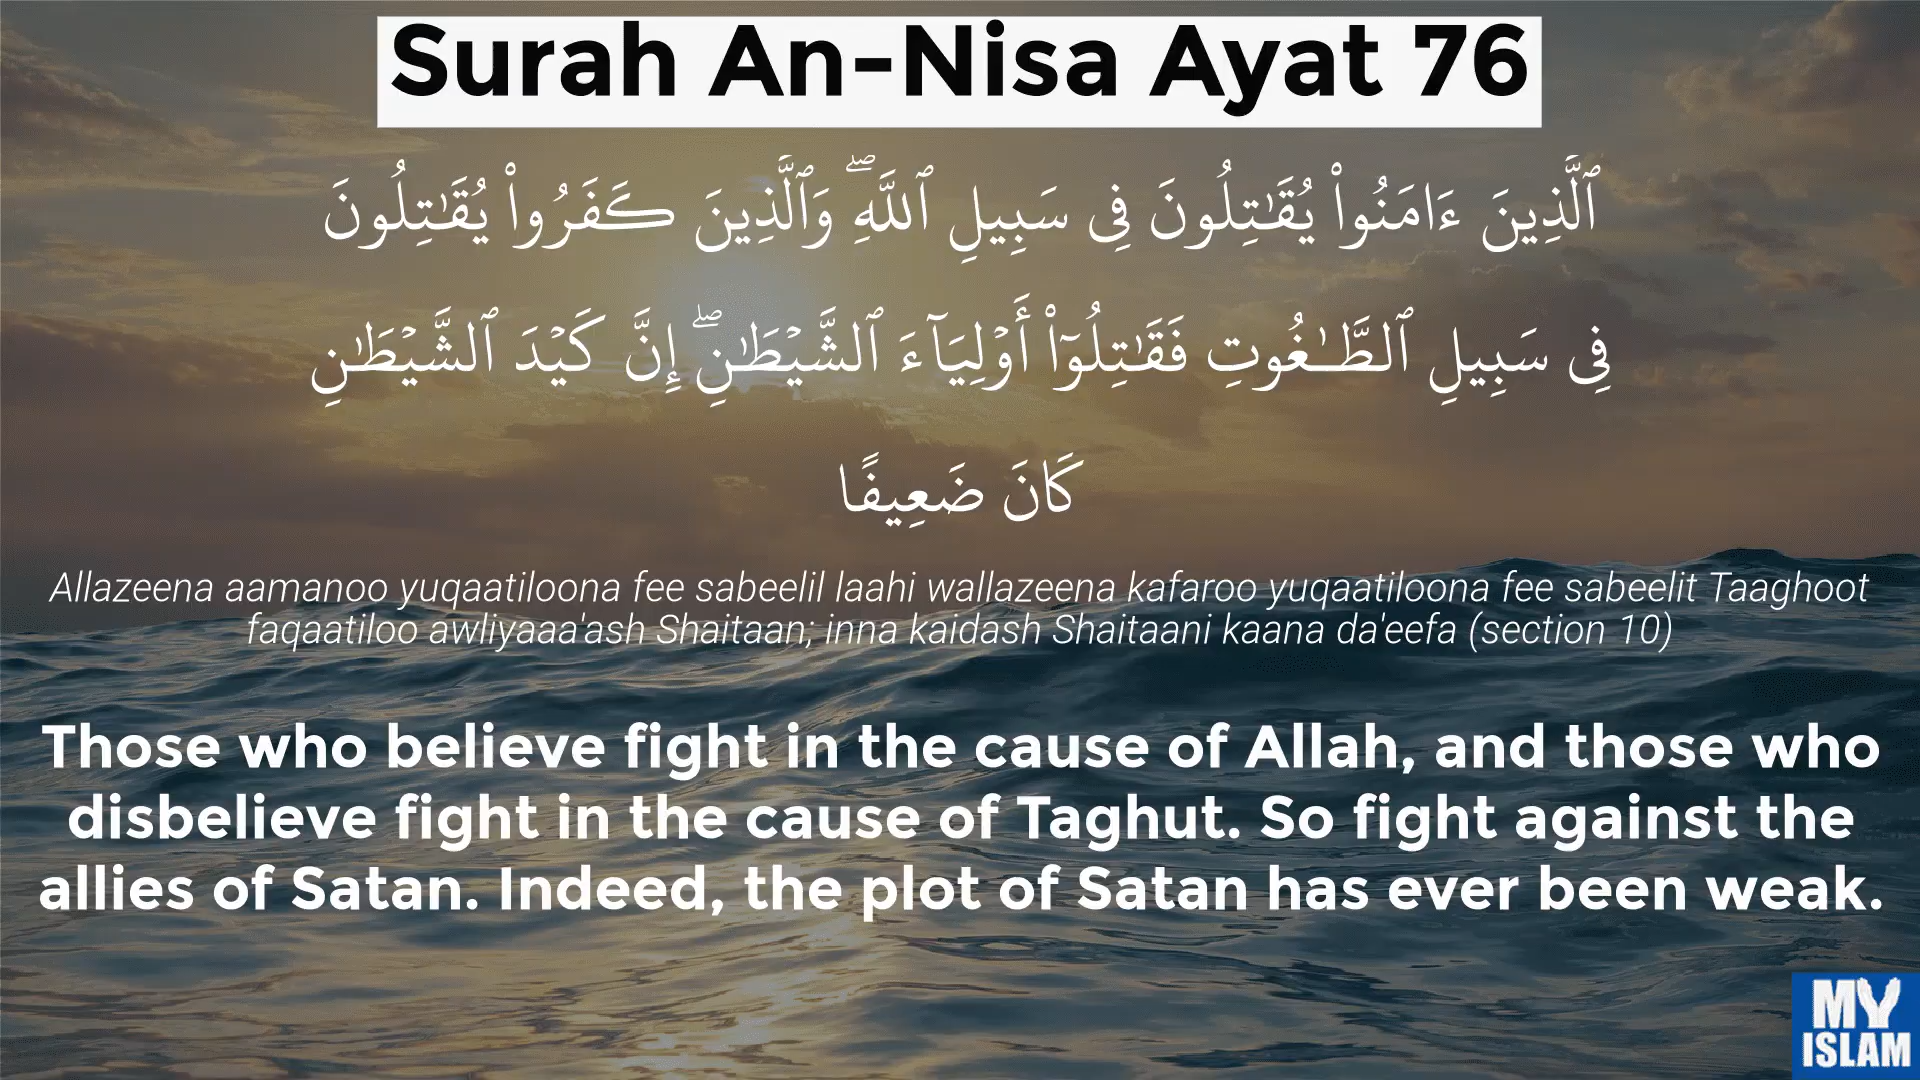 Surah An-Nisa Ayat 76
ٱلَّذِينَ ءَامَنُوا۟ يُقَـٰتِلُونَ فِى سَبِيلِ ٱللَّهِ ۖ وَٱلَّذِينَ كَفَرُوا۟ يُقَـٰتِلُونَ
فِى سَبِيلِ ٱلطَّـٰغُوتِ فَقَـٰتِلُوٓا۟ أَوْلِيَآءَ ٱلشَّيْطَـٰنِ ۖ إِنَّ كَيْدَ ٱلشَّيْطَـٰنِ
كَانَ ضَعِيفًا
Allazeena aamanoo yuqaatiloona fee sabeelil laahi wallazeena kafaroo yuqaatiloona fee sabeelit Taaghoot
faqaatiloo awliyaaa'ash Shaitaan; inna kaidash Shaitaani kaana da'eefa (section 10)
Those who believe fight in the cause of Allah, and those who
disbelieve fight in the cause of Taghut. So fight against the
allies of Satan. Indeed, the plot of Satan has ever been weak.
MY
ISLAM